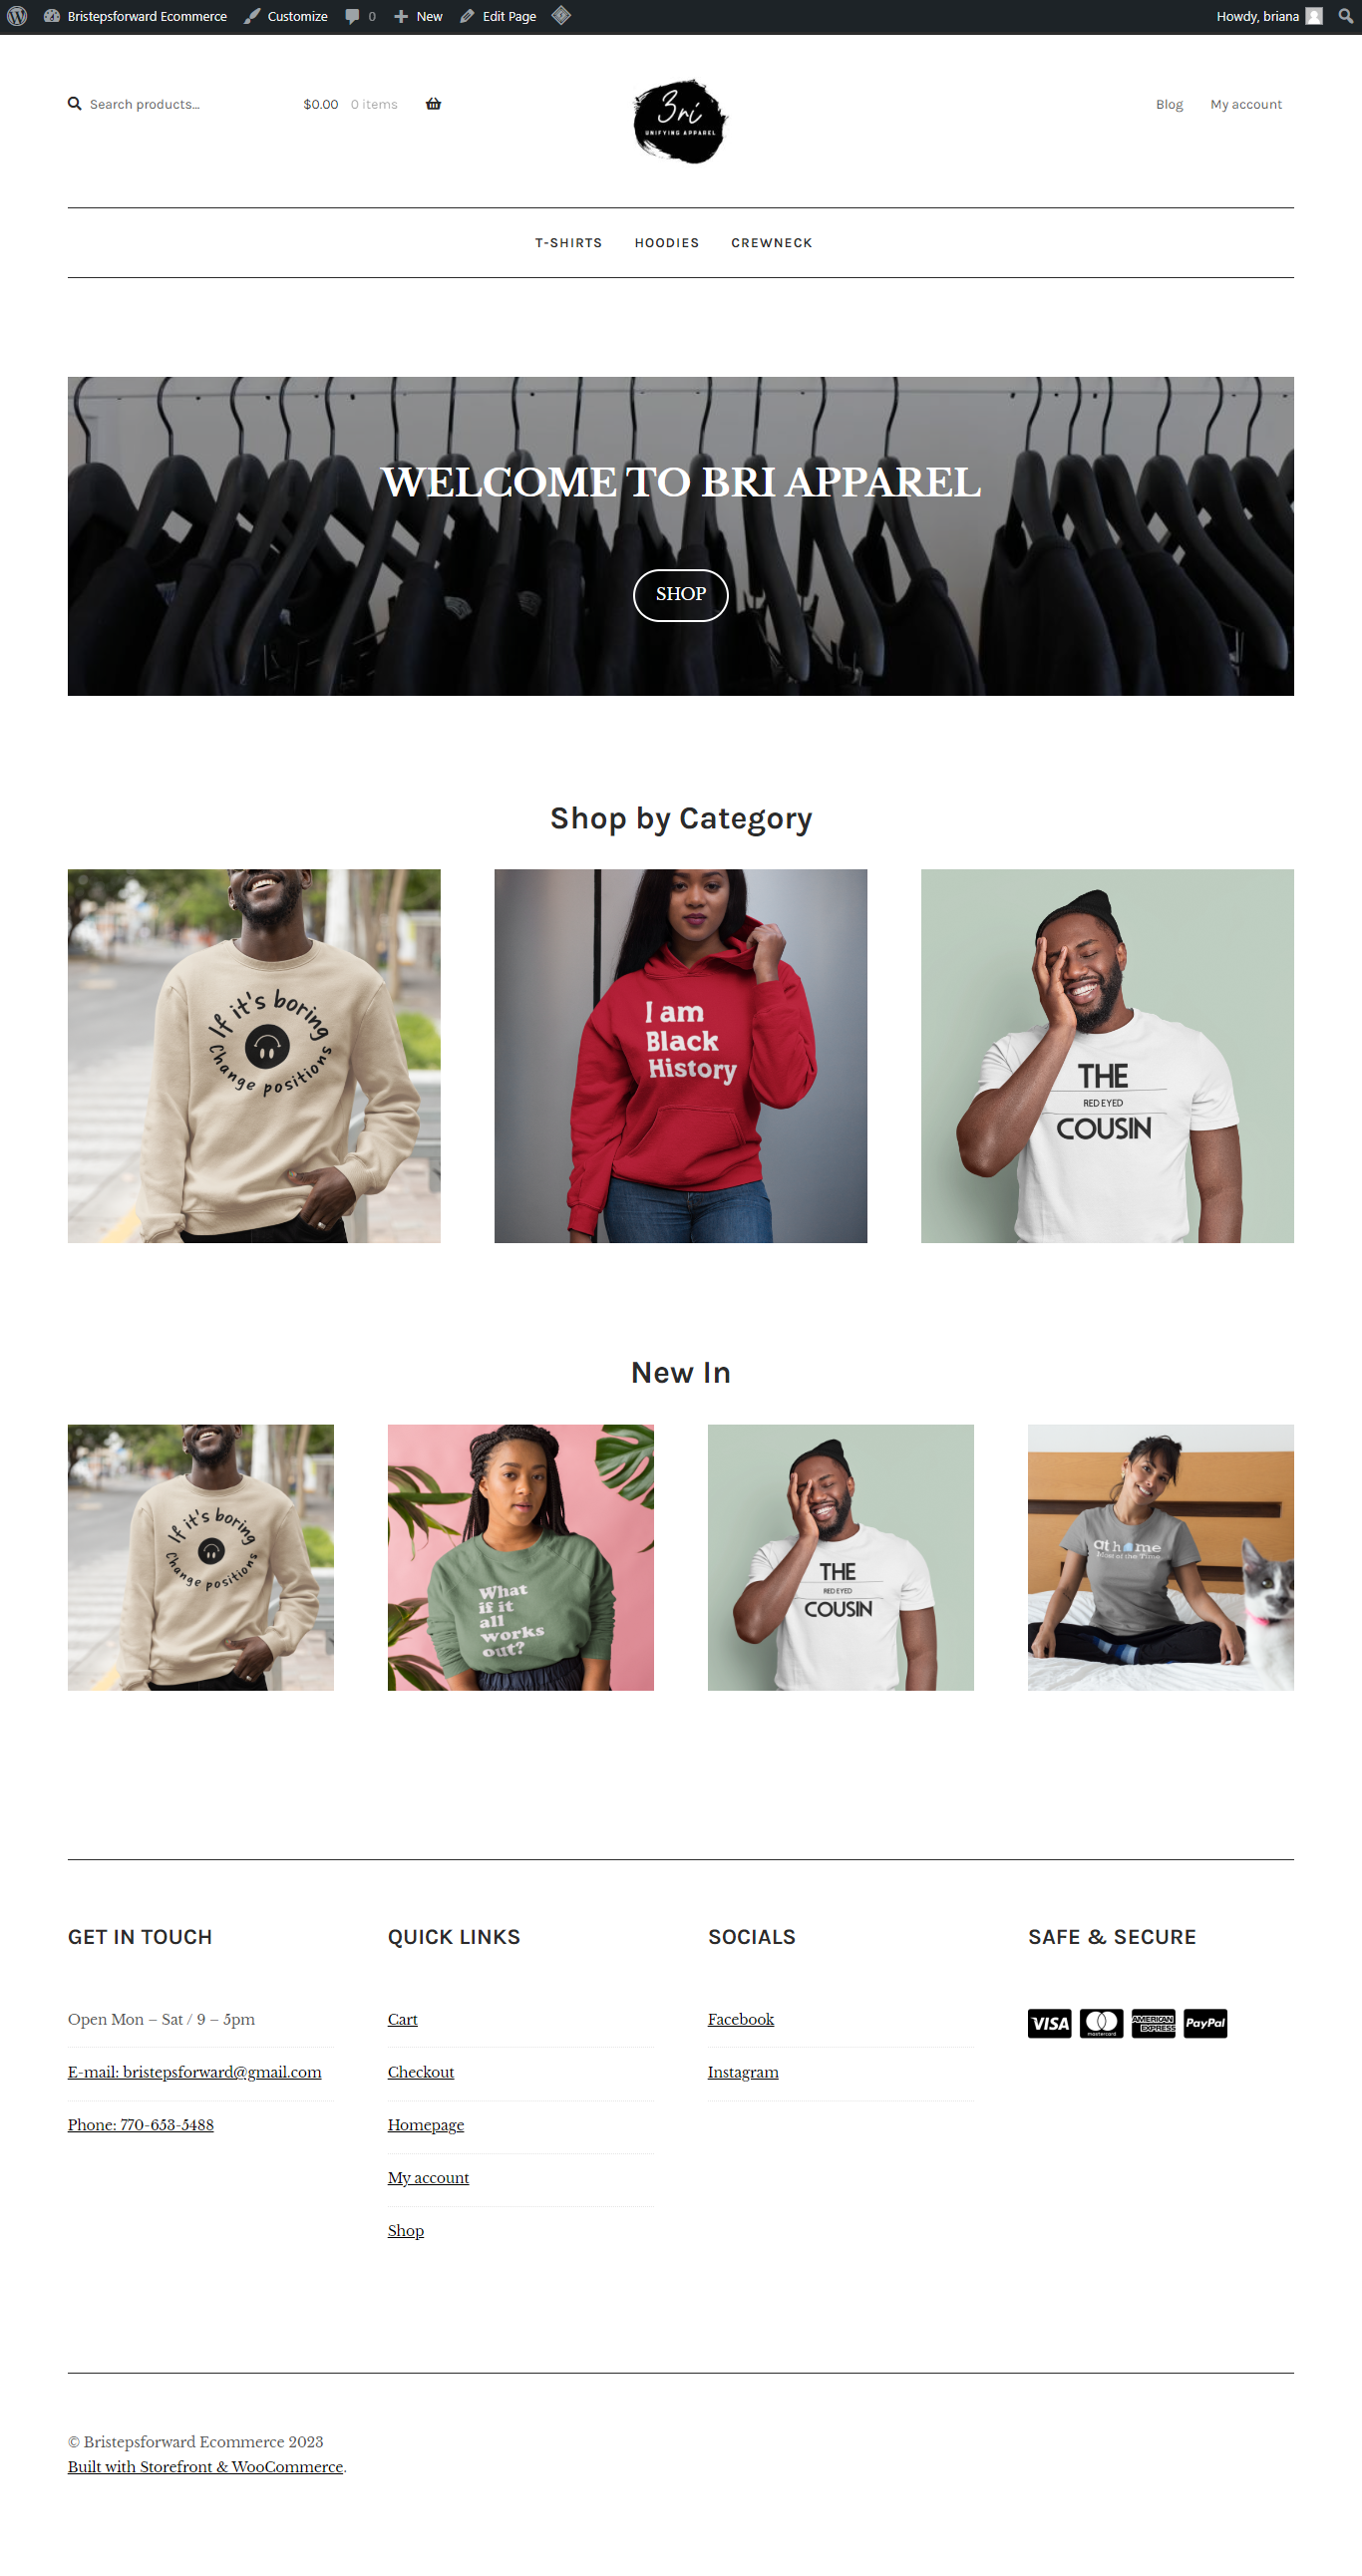 Bristepsforward Ecommerce Customize 0 New Edit Page Howdy, briana
Search products... $0.00 0 items Blog My account
3ri
UNIFYING APPAREL
T-SHIRTS HOODIES CREWNECK
WELCOME TO BRI APPAREL
SHOP
Shop by Category
If it's boring
Change positions
I am
Black
History
THE
RED EYED
COUSIN
New In
If it's boring
Change positions
What
if it
all
works
out?
THE
RED EYED
COUSIN
at home
Most of the Time
GET IN TOUCH
Open Mon – Sat / 9 – 5pm
E-mail: bristepsforward@gmail.com
Phone: 770-653-5488
QUICK LINKS
Cart
Checkout
Homepage
My account
Shop
SOCIALS
Facebook
Instagram
SAFE & SECURE
VISA mastercard AMERICAN EXPRESS PayPal
© Bristepsforward Ecommerce 2023
Built with Storefront & WooCommerce.